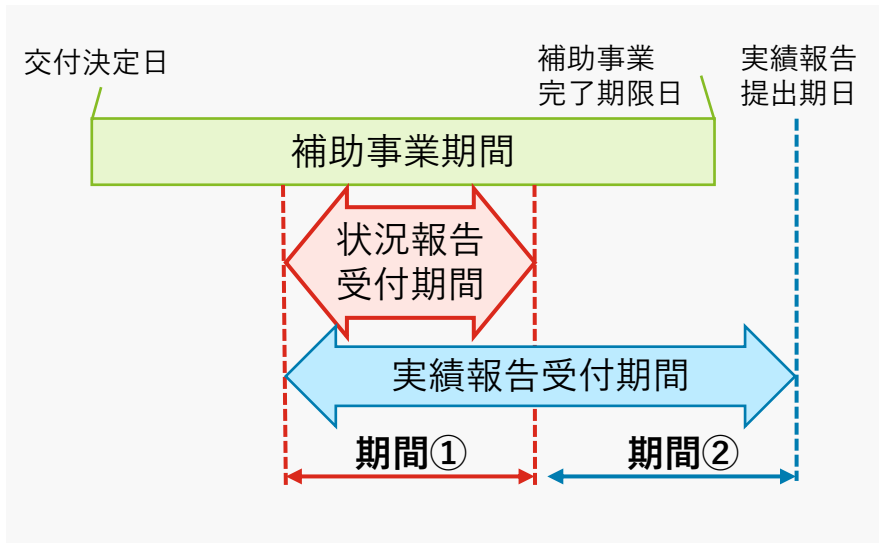 交付決定日
補助事業
完了期限日
実績報告
提出期日
補助事業期間
状況報告
受付期間
実績報告受付期間
期間①
期間②